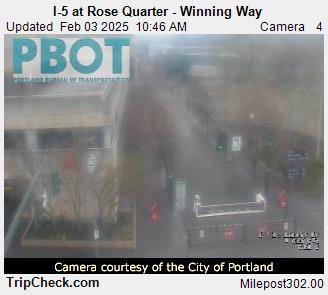 I-5 at Rose Quarter - Winning Way
Updated Feb 03 2025 10:46 AM Camera 4
PBOT
PORTLAND BUREAU OF TRANSPORTATION
Camera courtesy of the City of Portland
TripCheck.com Milepost302.00